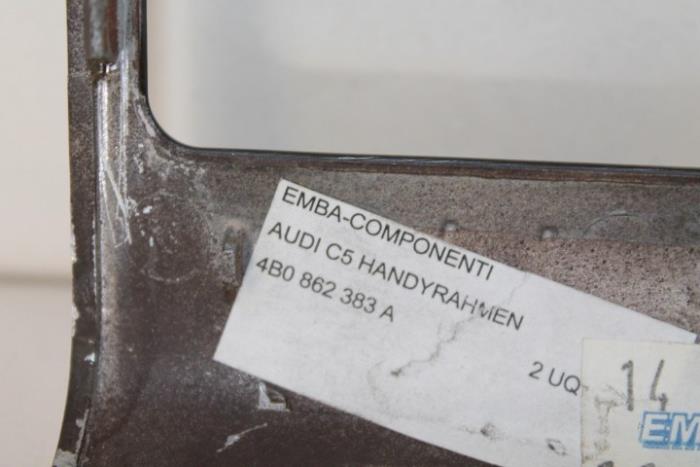 EMBA-COMPONENTI
AUDI C5 HANDYRAHMEN
4B0 862 383 A
2 UQ
14
EM